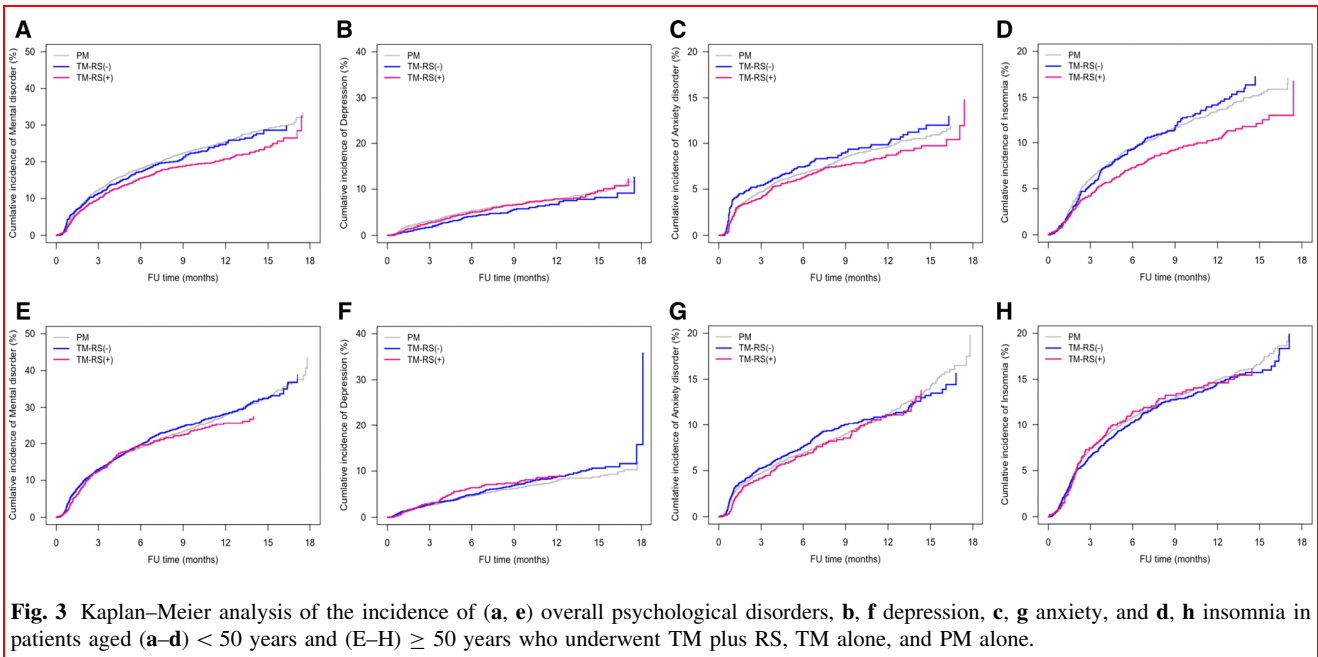 A
Cumlative incidence of Mental disorder (%)
50
40
30
20
10
0
PM
TM-RS(-)
TM-RS(+)
0 3 6 9 12 15 18
FU time (months)
B
Cumlative incidence of Depression (%)
40
30
20
10
0
PM
TM-RS(-)
TM-RS(+)
0 3 6 9 12 15 18
FU time (months)
C
Cumlative incidence of Anxiety disorder (%)
20
15
10
5
0
PM
TM-RS(-)
TM-RS(+)
0 3 6 9 12 15 18
FU time (months)
D
Cumlative incidence of Insomnia (%)
20
15
10
5
0
PM
TM-RS(-)
TM-RS(+)
0 3 6 9 12 15 18
FU time (months)
E
Cumlative incidence of Mental disorder (%)
50
40
30
20
10
0
PM
TM-RS(-)
TM-RS(+)
0 3 6 9 12 15 18
FU time (months)
F
Cumlative incidence of Depression (%)
40
30
20
10
0
PM
TM-RS(-)
TM-RS(+)
0 3 6 9 12 15 18
FU time (months)
G
Cumlative incidence of Anxiety disorder (%)
20
15
10
5
0
PM
TM-RS(-)
TM-RS(+)
0 3 6 9 12 15 18
FU time (months)
H
Cumlative incidence of Insomnia (%)
20
15
10
5
0
PM
TM-RS(-)
TM-RS(+)
0 3 6 9 12 15 18
FU time (months)
Fig. 3 Kaplan–Meier analysis of the incidence of (a, e) overall psychological disorders, b, f depression, c, g anxiety, and d, h insomnia in
patients aged (a–d) < 50 years and (E–H) ≥ 50 years who underwent TM plus RS, TM alone, and PM alone.